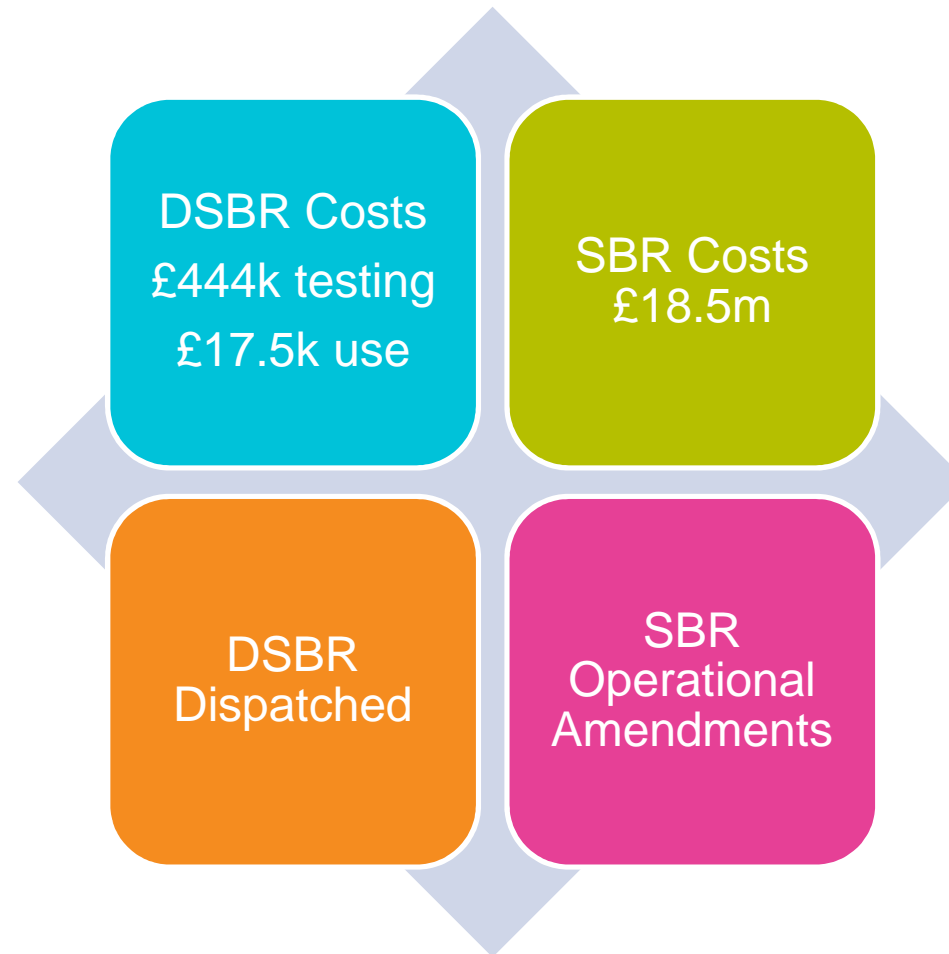 DSBR Costs
£444k testing
£17.5k use
SBR Costs
£18.5m
DSBR
Dispatched
SBR
Operational
Amendments